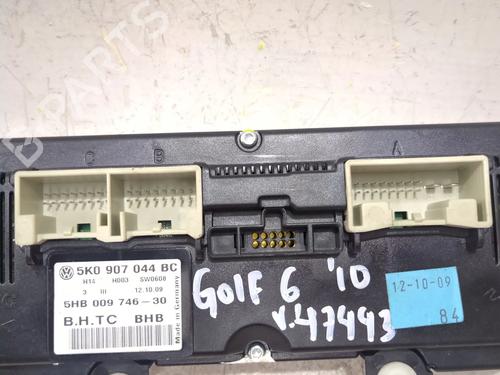 B-PARTS
C B A
5K0 907 044 BC
H14 H003 SW0608
3 III 12.10.09
5HB 009 746-30
B.H.TC BHB
Made in Germany
GOLF 6 '10
V.47443
12-10-09
84